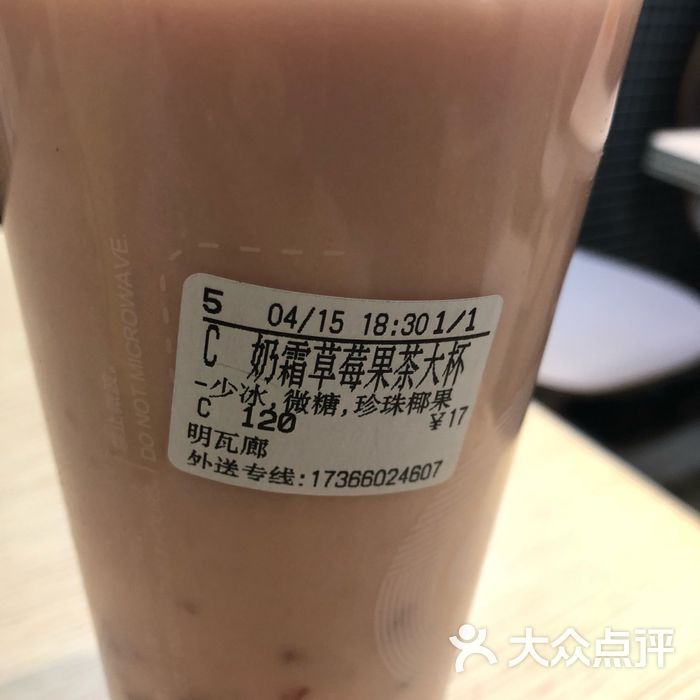 5 04/15 18:30 1/1
C 奶霜草莓果茶大杯
-少冰,微糖,珍珠椰果
C 120 ¥17
明瓦廊
外送专线:17366024607
DO NOT MICROWAVE.
大众点评